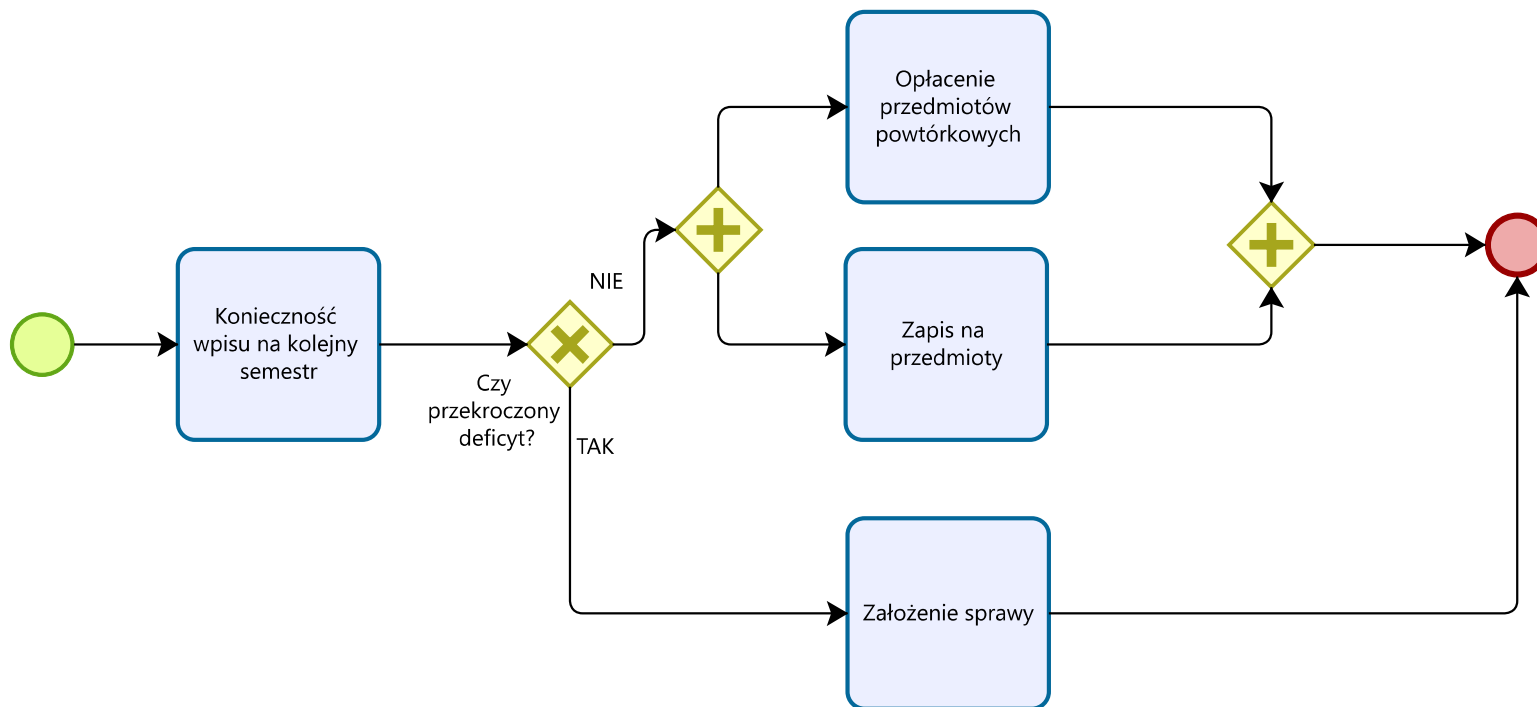 Opłacenie
przedmiotów
powtórkowych
NIE
Konieczność
wpisu na kolejny
semestr
Zapis na
przedmioty
Czy
przekroczony
deficyt?
TAK
Założenie sprawy